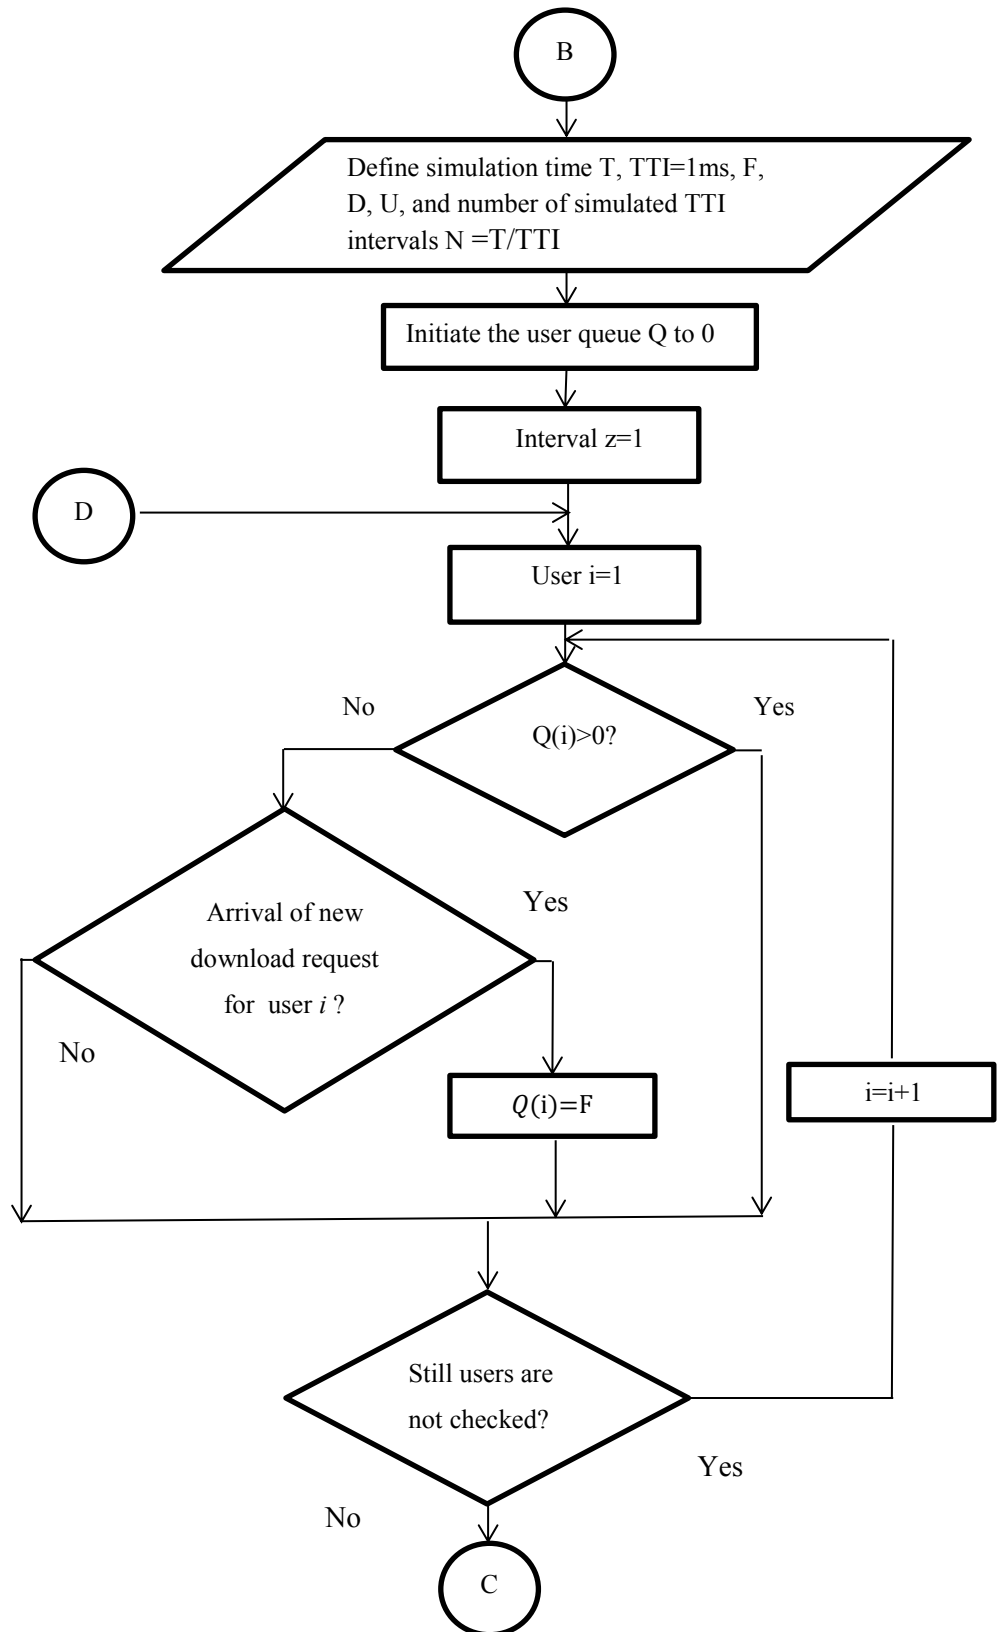 B
Define simulation time T, TTI=1ms, F,
D, U, and number of simulated TTI
intervals N =T/TTI
Initiate the user queue Q to 0
Interval z=1
D
User i=1
No
Yes
Q(i)>0?
Yes
Arrival of new
download request
for user i ?
No
Q(i)=F
i=i+1
Still users are
not checked?
Yes
No
C